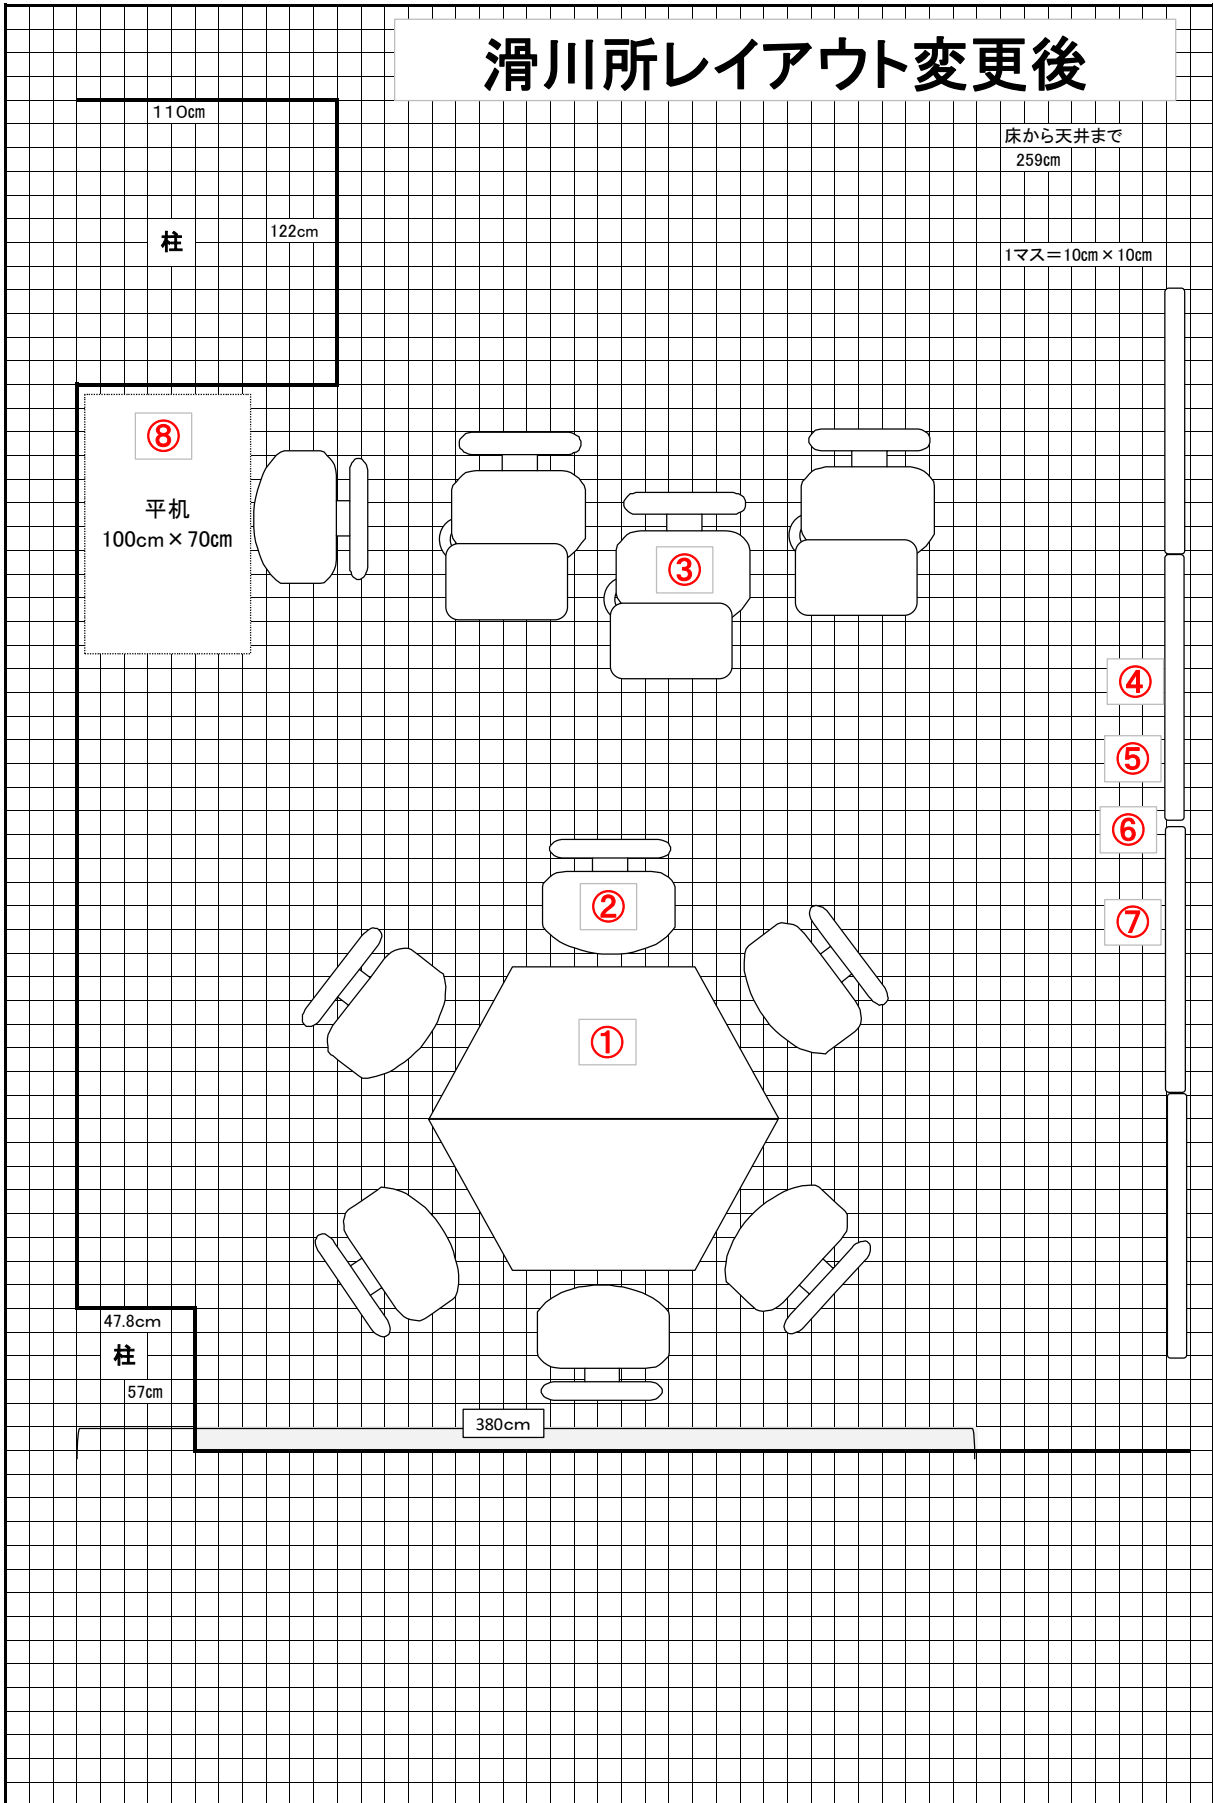 滑川所レイアウト変更後
110㎝
床から天井まで
259㎝
柱
122cm
1マス＝10㎝×10㎝
⑧
平机
100cm×70㎝
③
④
⑤
⑥
②
⑦
①
47.8cm
柱
57㎝
380cm